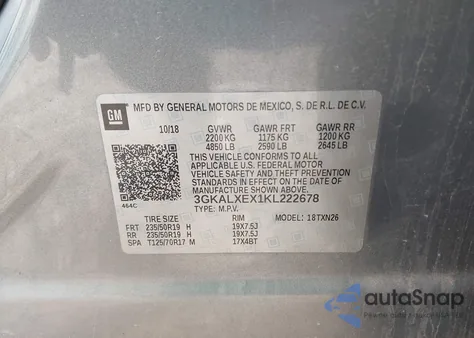 GM
MFD BY GENERAL MOTORS DE MEXICO, S. DE R.L. DE C.V.
10/18 GVWR GAWR FRT GAWR RR
2200 KG 1175 KG 1200 KG
4850 LB 2590 LB 2645 LB
THIS VEHICLE CONFORMS TO ALL
APPLICABLE U.S. FEDERAL MOTOR
VEHICLE SAFETY AND THEFT
PREVENTION STANDARDS IN EFFECT
ON THE DATE OF MANUFACTURE
SHOWN ABOVE.
3GKALXEX1KL222678
464C TYPE: M.P.V. MODEL: 18TXN26
TIRE SIZE RIM
FRT 235/50R19 H 19X7.5J
RR 235/50R19 H 19X7.5J
SPA T125/70R17 M 17X4BT
autoSnap